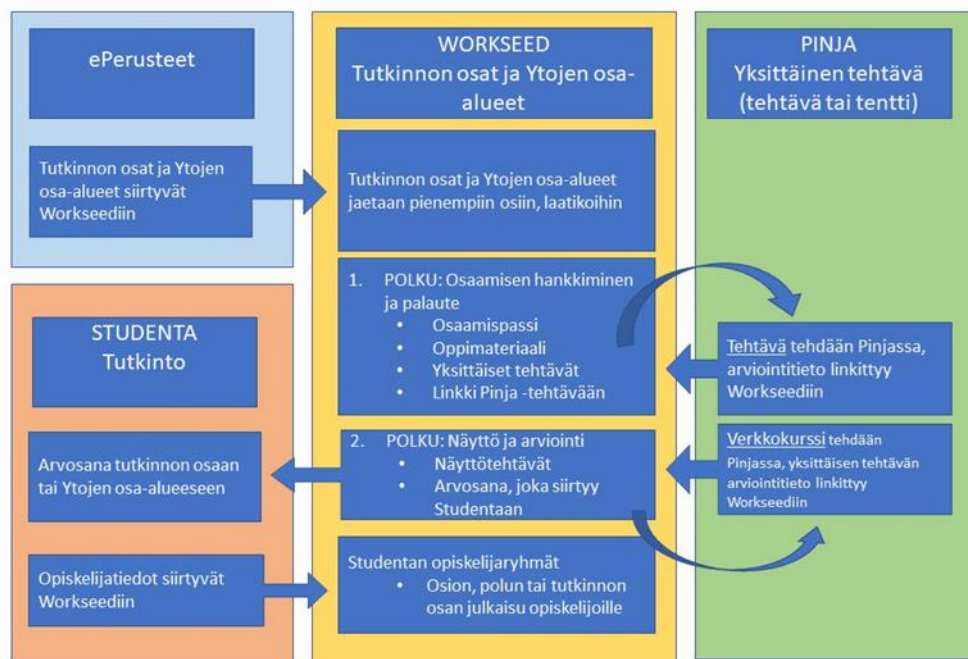 ePerusteet
Tutkinnon osat ja Ytojen
osa-alueet siirtyvät
Workseediin
STUDENTA
Tutkinto
Arvosana tutkinnon osaan
tai Ytojen osa-alueeseen
Opiskelijatiedot siirtyvät
Workseediin
WORKSEED
Tutkinnon osat ja Ytojen osa-
alueet
Tutkinnon osat ja Ytojen osa-alueet
jaetaan pienempiin osiin, laatikoihin
1. POLKU: Osaamisen hankkiminen
ja palaute
• Osaamispassi
• Oppimateriaali
• Yksittäiset tehtävät
• Linkki Pinja -tehtävään
2. POLKU: Näyttö ja arviointi
• Näyttötehtävät
• Arvosana, joka siirtyy
Studentaan
Studentan opiskelijaryhmät
• Osion, polun tai tutkinnon
osan julkaisu opiskelijoille
PINJA
Yksittäinen tehtävä
(tehtävä tai tentti)
Tehtävä tehdään Pinjassa,
arviointitieto linkittyy
Workseediin
Verkkokurssi tehdään
Pinjassa, yksittäisen tehtävän
arviointitieto linkittyy
Workseediin